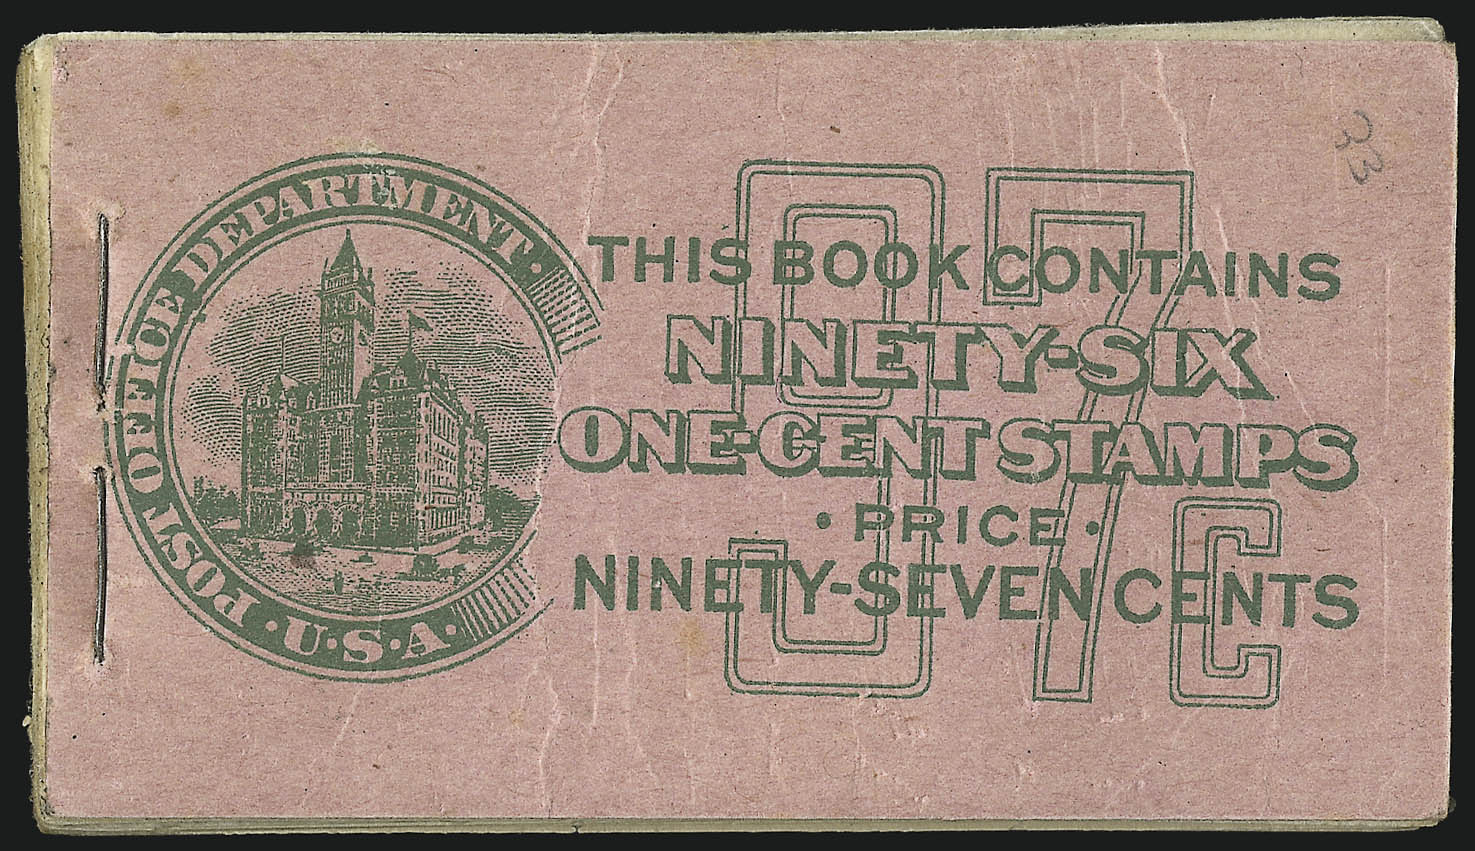 POST OFFICE DEPARTMENT · U·S·A·
97C
THIS BOOK CONTAINS
NINETY-SIX
ONE-CENT STAMPS
· PRICE ·
NINETY-SEVEN CENTS
33